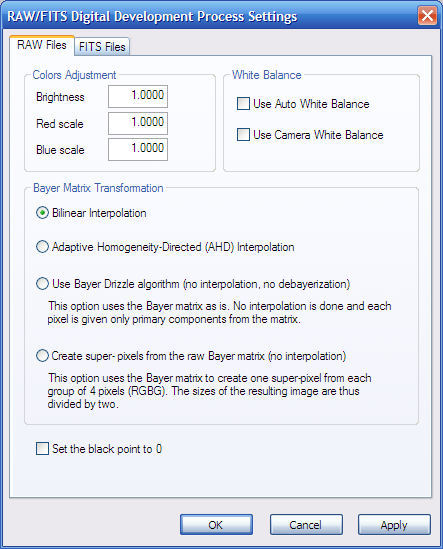 RAW/FITS Digital Development Process Settings
RAW Files
FITS Files
Colors Adjustment
Brightness 1.0000
Red scale 1.0000
Blue scale 1.0000
White Balance
Use Auto White Balance
Use Camera White Balance
Bayer Matrix Transformation
Bilinear Interpolation
Adaptive Homogeneity-Directed (AHD) Interpolation
Use Bayer Drizzle algorithm (no interpolation, no debayerization)
This option uses the Bayer matrix as is. No interpolation is done and each
pixel is given only primary components from the matrix.
Create super- pixels from the raw Bayer matrix (no interpolation)
This option uses the Bayer matrix to create one super-pixel from each
group of 4 pixels (RGBG). The sizes of the resulting image are thus
divided by two.
Set the black point to 0
OK
Cancel
Apply